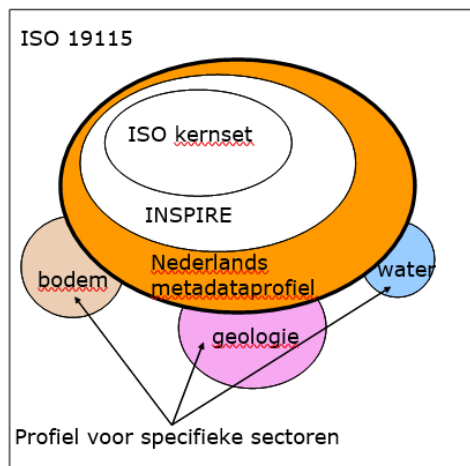 ISO 19115
ISO kernset
INSPIRE
Nederlands
metadataprofiel
bodem
water
geologie
Profiel voor specifieke sectoren